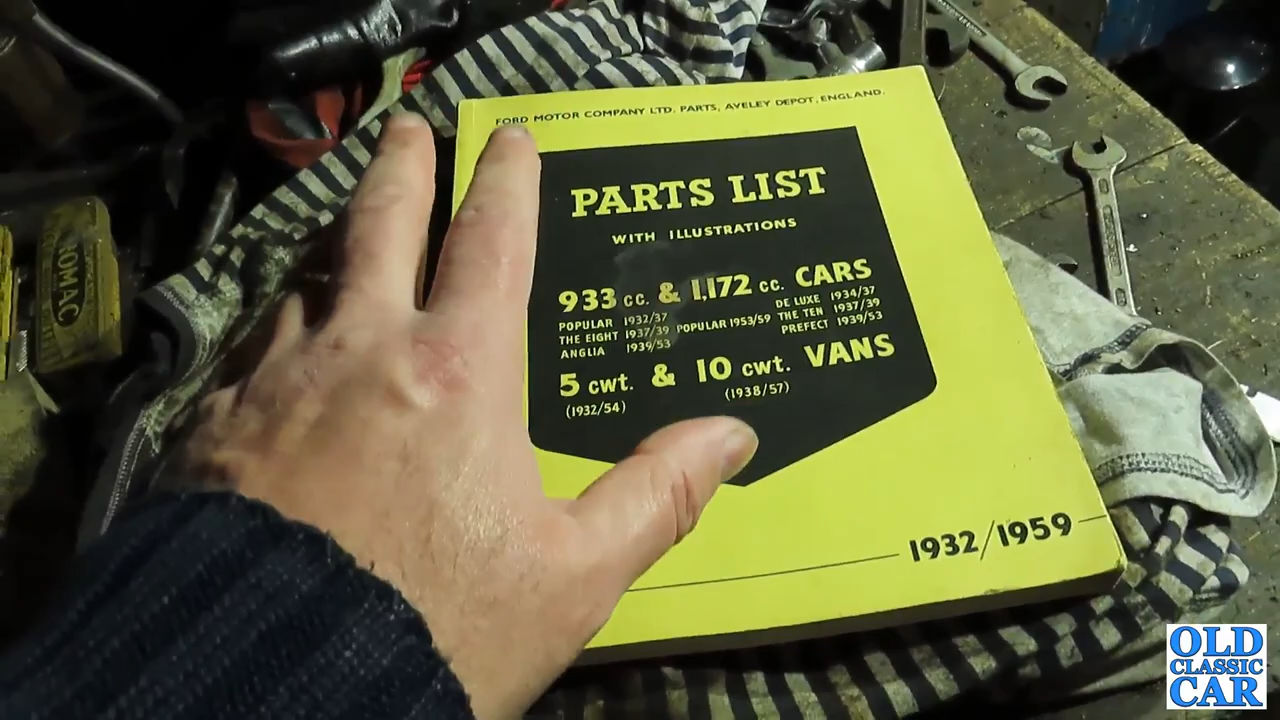 FORD MOTOR COMPANY LTD. PARTS, AVELEY DEPOT, ENGLAND.
PARTS LIST
WITH ILLUSTRATIONS
933 cc. & 1,172 cc. CARS
POPULAR 1932/37
THE EIGHT 1937/39
ANGLIA 1939/53
POPULAR 1953/59
DE LUXE 1934/37
THE TEN 1937/39
PREFECT 1939/53
5 cwt. & 10 cwt. VANS
(1932/54) (1938/57)
1932/1959
ROMAC
OLD
CLASSIC
CAR